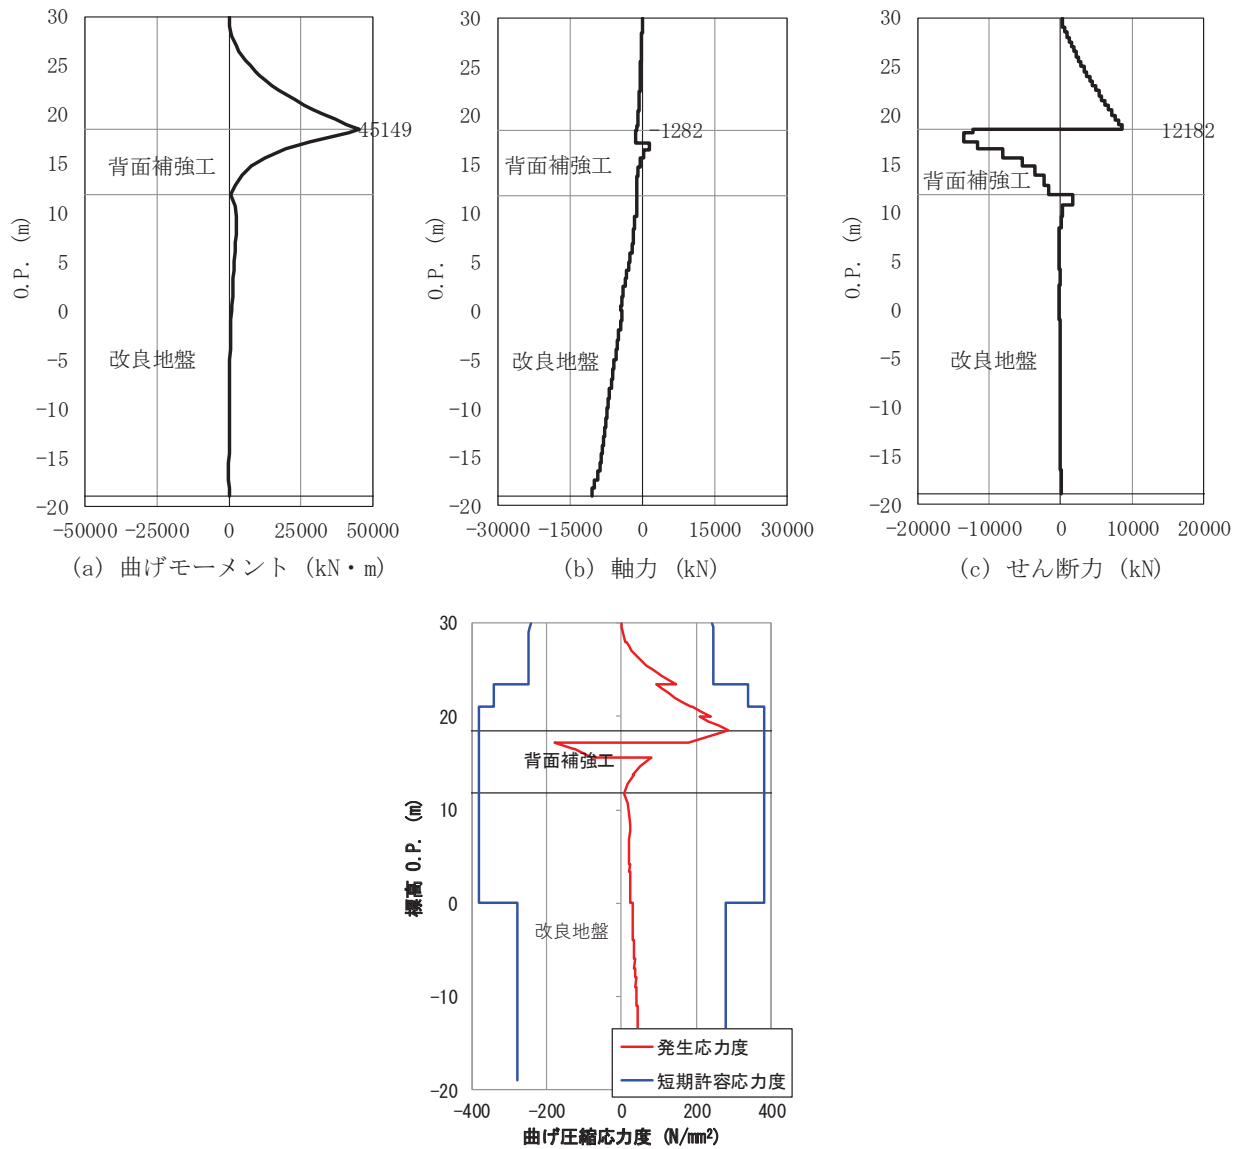 30
25
20
15
10
5
0
-5
-10
-15
-20
O.P. (m)
45149
背面補強工
改良地盤
-50000 -25000 0 25000 50000
(a) 曲げモーメント (kN・m)
30
25
20
15
10
5
0
-5
-10
-15
-20
O.P. (m)
-1282
背面補強工
改良地盤
-30000 -15000 0 15000 30000
(b) 軸力 (kN)
30
25
20
15
10
5
0
-5
-10
-15
-20
O.P. (m)
12182
背面補強工
改良地盤
-20000 -10000 0 10000 20000
(c) せん断力 (kN)
30
20
10
0
-10
-20
標高 O.P. (m)
背面補強工
改良地盤
発生応力度
短期許容応力度
-400 -200 0 200 400
曲げ圧縮応力度 (N/mm²)